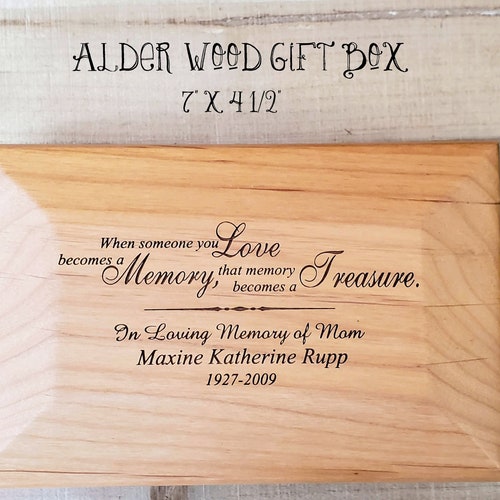 ALDER WOOD GIFT BOX
7" X 4 1/2"
When someone you Love
becomes a Memory, that memory
becomes a Treasure.
In Loving Memory of Mom
Maxine Katherine Rupp
1927-2009